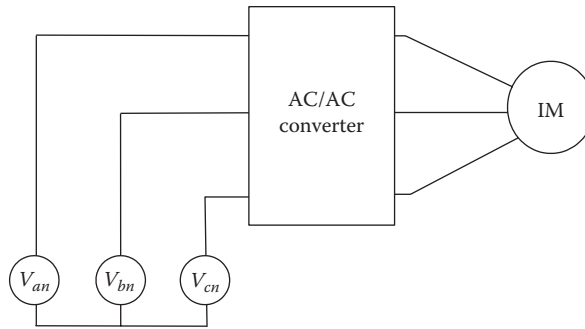 AC/AC
converter
IM
Van
Vbn
Vcn